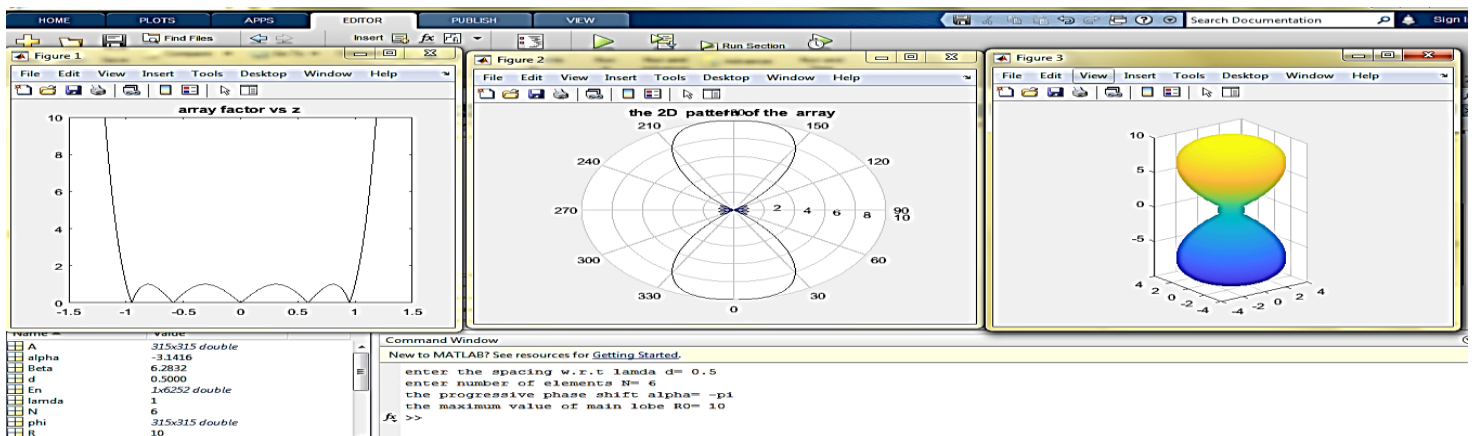 HOME PLOTS APPS EDITOR PUBLISH VIEW Search Documentation Sign I
Find Files Insert fx Run Section
Figure 1
File Edit View Insert Tools Desktop Window Help
array factor vs z
10
8
6
4
2
0
-1.5 -1 -0.5 0 0.5 1 1.5
Figure 2
File Edit View Insert Tools Desktop Window Help
the 2D pattern of the array
210 150
240 120
270 2 4 6 8 90
10
300 60
330 30
0
Figure 3
File Edit View Insert Tools Desktop Window Help
10
5
0
-5
4 2 0 -2 -4 -4 -2 0 2 4
Name Value
A 315x315 double
alpha -3.1416
Beta 6.2832
d 0.5000
En 1x6252 double
lamda 1
N 6
phi 315x315 double
R 10
Command Window
New to MATLAB? See resources for Getting Started.
enter the spacing w.r.t lamda d= 0.5
enter number of elements N= 6
the progressive phase shift alpha= -pi
the maximum value of main lobe R0= 10
fx >>